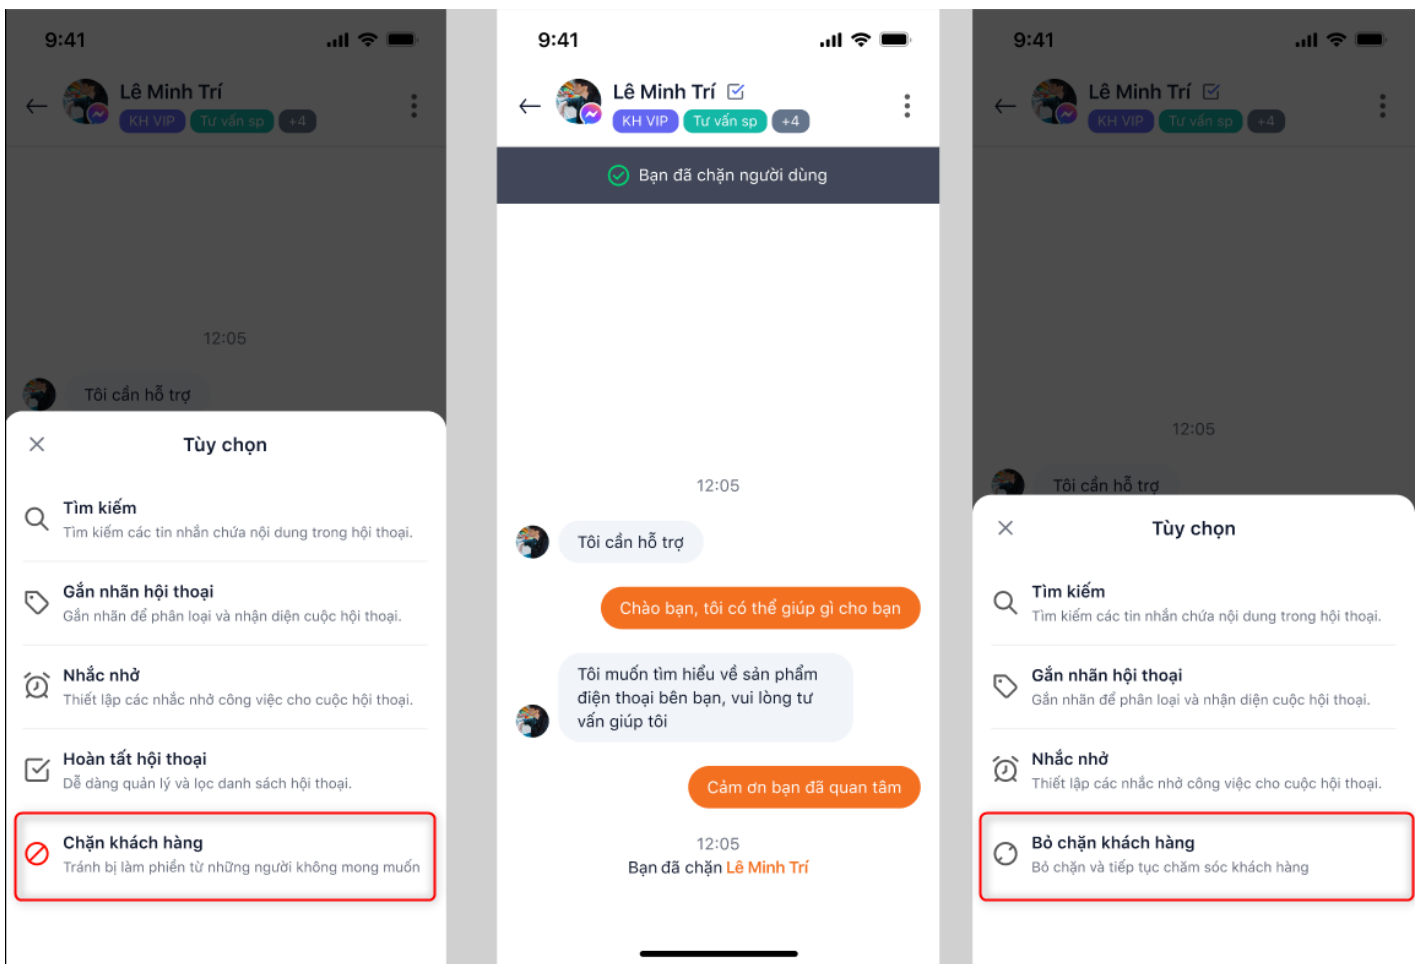 9:41
Lê Minh Trí
KH VIP Tư vấn sp +4
12:05
Tôi cần hỗ trợ
Tùy chọn
Tìm kiếm
Tìm kiếm các tin nhắn chứa nội dung trong hội thoại.
Gắn nhãn hội thoại
Gắn nhãn để phân loại và nhận diện cuộc hội thoại.
Nhắc nhở
Thiết lập các nhắc nhở công việc cho cuộc hội thoại.
Hoàn tất hội thoại
Dễ dàng quản lý và lọc danh sách hội thoại.
Chặn khách hàng
Tránh bị làm phiền từ những người không mong muốn
9:41
Lê Minh Trí
KH VIP Tư vấn sp +4
Bạn đã chặn người dùng
12:05
Tôi cần hỗ trợ
Chào bạn, tôi có thể giúp gì cho bạn
Tôi muốn tìm hiểu về sản phẩm
điện thoại bên bạn, vui lòng tư
vấn giúp tôi
Cảm ơn bạn đã quan tâm
12:05
Bạn đã chặn Lê Minh Trí
9:41
Lê Minh Trí
KH VIP Tư vấn sp +4
12:05
Tôi cần hỗ trợ
Tùy chọn
Tìm kiếm
Tìm kiếm các tin nhắn chứa nội dung trong hội thoại.
Gắn nhãn hội thoại
Gắn nhãn để phân loại và nhận diện cuộc hội thoại.
Nhắc nhở
Thiết lập các nhắc nhở công việc cho cuộc hội thoại.
Bỏ chặn khách hàng
Bỏ chặn và tiếp tục chăm sóc khách hàng